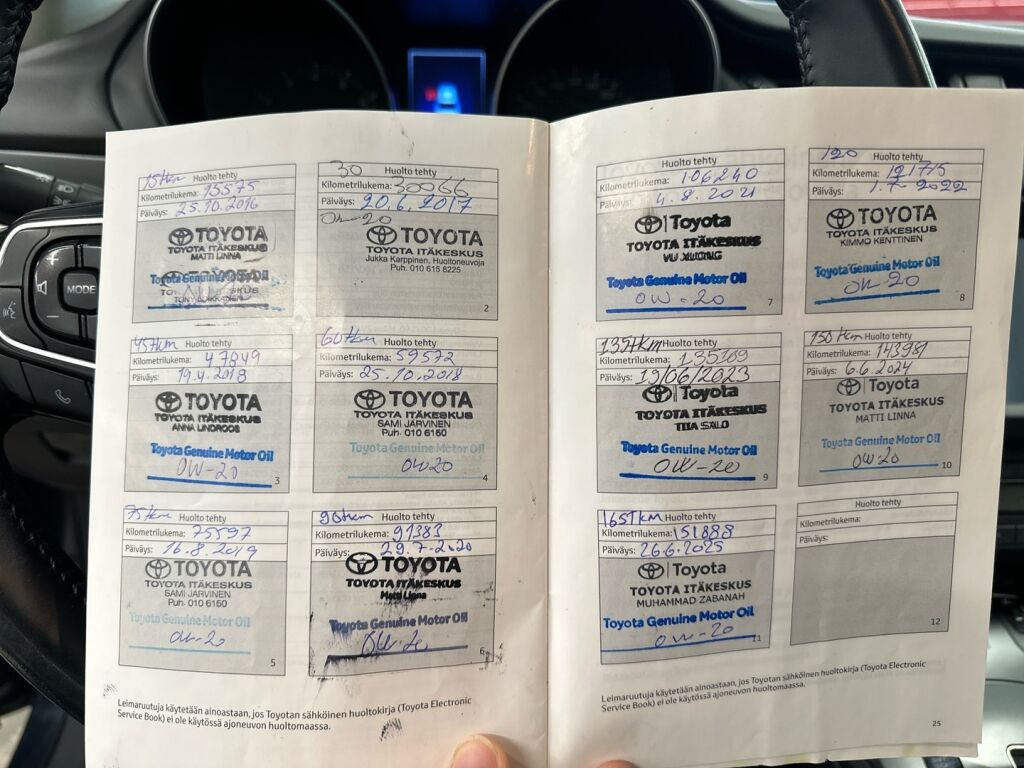 MODE
15tkm Huolto tehty
Kilometrilukema: 15575
Päiväys: 25.10.2016
TOYOTA
TOYOTA ITÄKESKUS
MATTI LINNA
Toyota Genuine Motor Oil
30 Huolto tehty
Kilometrilukema: 30066
Päiväys: 20.6.2017
0w-20
TOYOTA
TOYOTA ITÄKESKUS
Jukka Karppinen, Huoltoneuvoja
Puh. 010 615 8225
2
45tkm Huolto tehty
Kilometrilukema: 47849
Päiväys: 19.4.2018
TOYOTA
TOYOTA ITÄKESKUS
ANNA LINDROOS
Toyota Genuine Motor Oil
0W-20
3
60tkm Huolto tehty
Kilometrilukema: 59572
Päiväys: 25.10.2018
TOYOTA
TOYOTA ITÄKESKUS
SAMI JÄRVINEN
Puh. 010 6150
Toyota Genuine Motor Oil
0W20
4
75tkm Huolto tehty
Kilometrilukema: 75597
Päiväys: 16.8.2019
TOYOTA
TOYOTA ITÄKESKUS
SAMI JÄRVINEN
Puh. 010 6150
Toyota Genuine Motor Oil
0w-20
5
90tkm Huolto tehty
Kilometrilukema: 91383
Päiväys: 29.7.2020
TOYOTA
TOYOTA ITÄKESKUS
Matti Linna
Toyota Genuine Motor Oil
0W-20
6
Leimaruutuja käytetään ainoastaan, jos Toyotan sähköinen huoltokirja (Toyota Electronic
Service Book) ei ole käytössä ajoneuvon huoltomaassa.
Huolto tehty
Kilometrilukema: 106240
Päiväys: 4.8.2021
Toyota
TOYOTA ITÄKESKUS
VU XUONG
Toyota Genuine Motor Oil
0W-20
7
120 Huolto tehty
Kilometrilukema: 121775
Päiväys: 1.7.2022
Toyota
TOYOTA ITÄKESKUS
KIMMO KENTTINEN
Toyota Genuine Motor Oil
0W-20
8
135tkm Huolto tehty
Kilometrilukema: 135169
Päiväys: 19/06/2023
Toyota
TOYOTA ITÄKESKUS
TIIA SALO
Toyota Genuine Motor Oil
0W-20
9
150tkm Huolto tehty
Kilometrilukema: 143981
Päiväys: 6.6.2024
Toyota
TOYOTA ITÄKESKUS
MATTI LINNA
Toyota Genuine Motor Oil
0W20
10
165TKM Huolto tehty
Kilometrilukema: 151888
Päiväys: 26.6.2025
Toyota
TOYOTA ITÄKESKUS
MUHAMMAD ZABANAH
Toyota Genuine Motor Oil
0W-20
11
Huolto tehty
Kilometrilukema:
Päiväys:
12
Leimaruutuja käytetään ainoastaan, jos Toyotan sähköinen huoltokirja (Toyota Electronic
Service Book) ei ole käytössä ajoneuvon huoltomaassa.
25